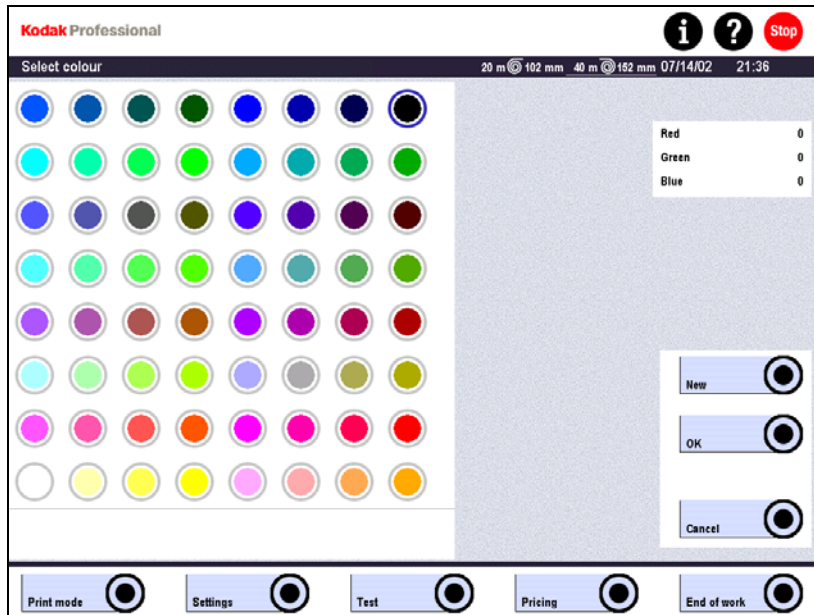 Kodak Professional
i ? Stop
Select colour 20 m 102 mm 40 m 152 mm 07/14/02 21:36
Red 0
Green 0
Blue 0
New
OK
Cancel
Print mode Settings Test Pricing End of work